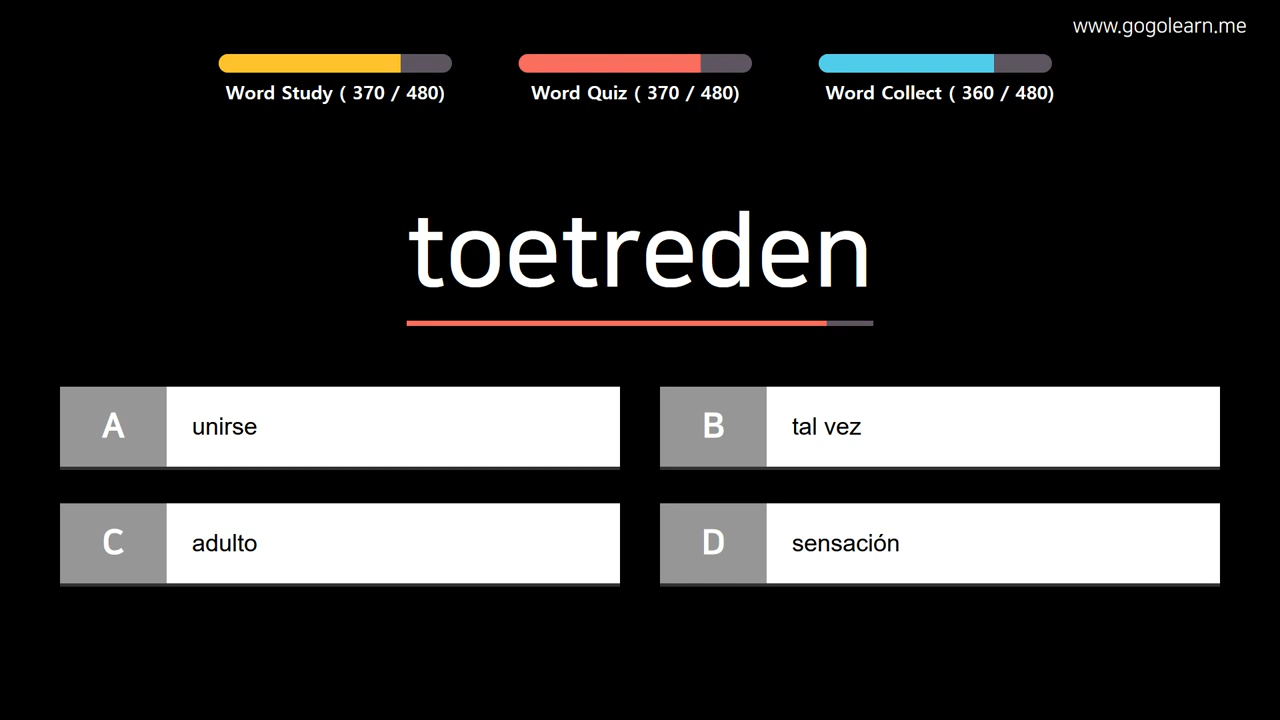 www.gogolearn.me
Word Study ( 370 / 480)
Word Quiz ( 370 / 480)
Word Collect ( 360 / 480)
toetreden
A unirse
B tal vez
C adulto
D sensación